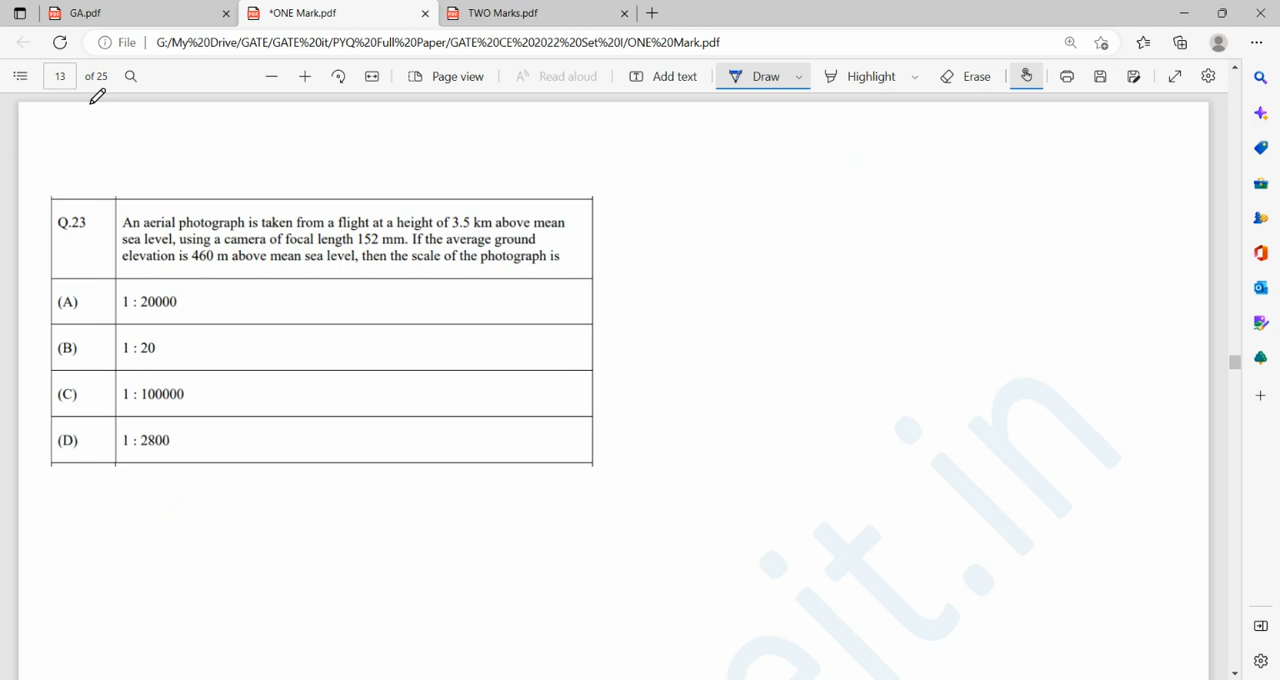 GA.pdf
*ONE Mark.pdf
TWO Marks.pdf
File
G:/My%20Drive/GATE/GATE%20it/PYQ%20Full%20Paper/GATE%20CE%202022%20Set%20I/ONE%20Mark.pdf
13 of 25
Page view
Read aloud
Add text
Draw
Highlight
Erase
Q.23 An aerial photograph is taken from a flight at a height of 3.5 km above mean
sea level, using a camera of focal length 152 mm. If the average ground
elevation is 460 m above mean sea level, then the scale of the photograph is
(A) 1 : 20000
(B) 1 : 20
(C) 1 : 100000
(D) 1 : 2800
eit.in